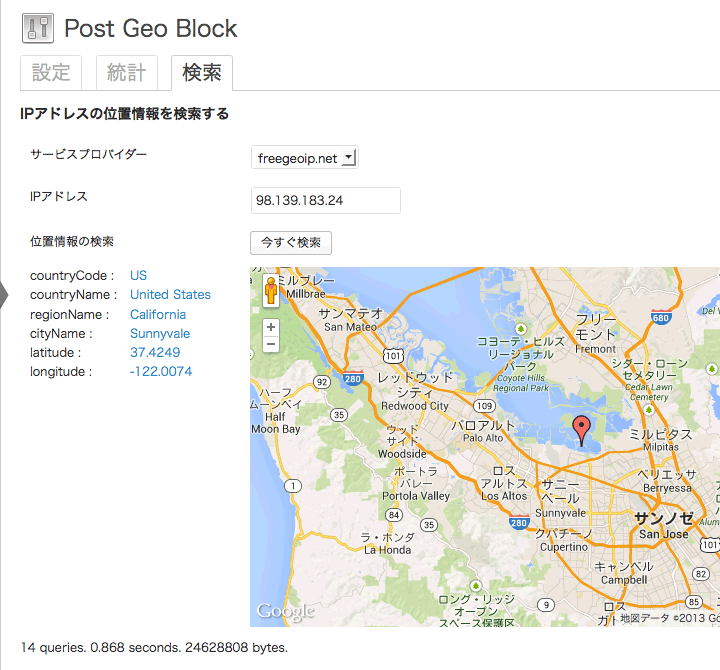 Post Geo Block
設定 統計 検索
IPアドレスの位置情報を検索する
サービスプロバイダー freegeoip.net
IPアドレス 98.139.183.24
位置情報の検索 今すぐ検索
countryCode : US
countryName : United States
regionName : California
cityName : Sunnyvale
latitude : 37.4249
longitude : -122.0074
ミルブレー
Millbrae
サンマテオ
San Mateo
680
フリー
モント
Fremont
コヨーテ・ヒルズ
リージョナル
パーク
Coyote Hills
Regional Park
101
シダー・ローン
セメタリー
Cedar Lawn
Cemetery
92
280
レッドウッド
シティ
Redwood City
ハーフ
ムーンベイ
Half
Moon Bay
35
109
パロアルト
Palo Alto
ウッド
サイド
Woodside
ミルピタス
Milpitas
ポートラ
バレー
Portola Valley
ロス
アルトス
Los Altos
サニー
ベール
Sunnyvale
ベリエッサ
Berryessa
1
84
35
280
サンノゼ
San Jose
クパチーノ
Cupertino
ラ・ホンダ
La Honda
101
キャンベル
Campbell
82
ロング・リッジ
オープン
スペース保護区
9
85
ロス
Google
地図データ ©2013 Go
14 queries. 0.868 seconds. 24628808 bytes.